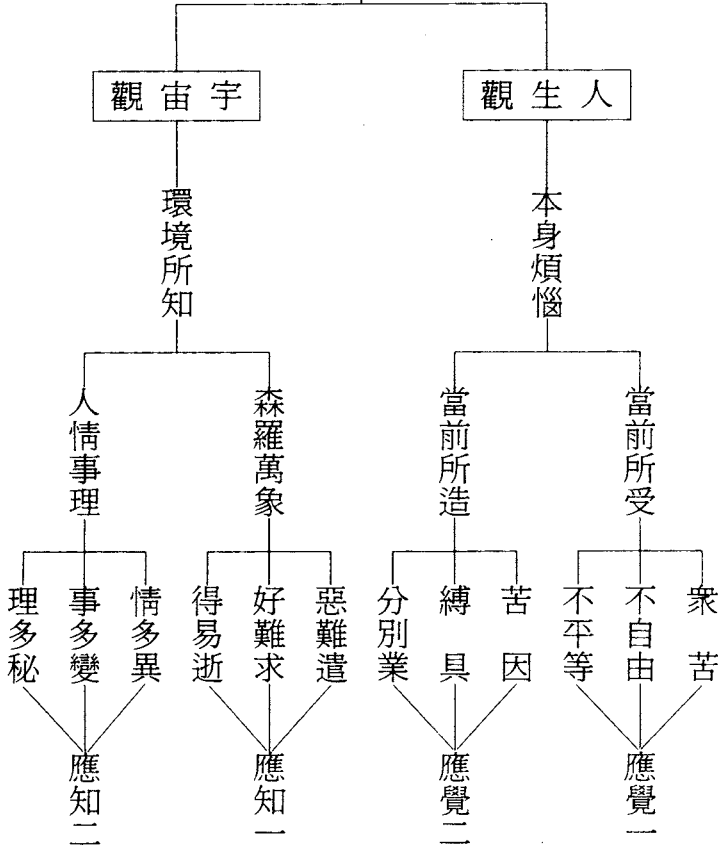 人生觀
宇宙觀
本身煩惱
環境所知
當前所受
當前所造
森羅萬象
人情事理
衆苦
不自由
不平等
苦因
縛具
分別業
惡難遣
好難求
得易逝
情多異
事多變
理多秘
應覺一
應覺二
應知一
應知二